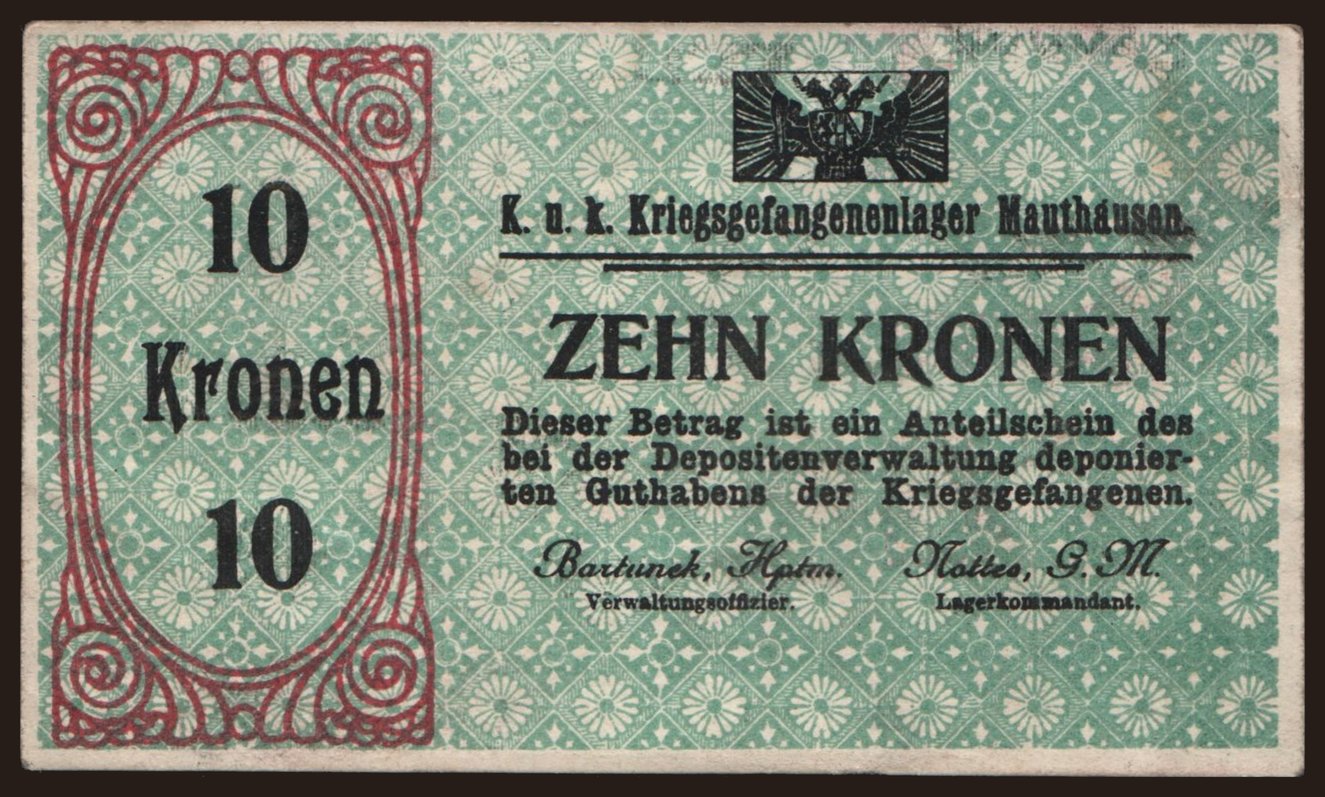 10
Kronen
10
K. u. k. Kriegsgefangenenlager Mauthausen.
ZEHN KRONEN
Dieser Betrag ist ein Anteilschein des
bei der Depositenverwaltung deponier-
ten Guthabens der Kriegsgefangenen.
Bartunek, Hptm. Nottes, G. M.
Verwaltungsoffizier. Lagerkommandant.